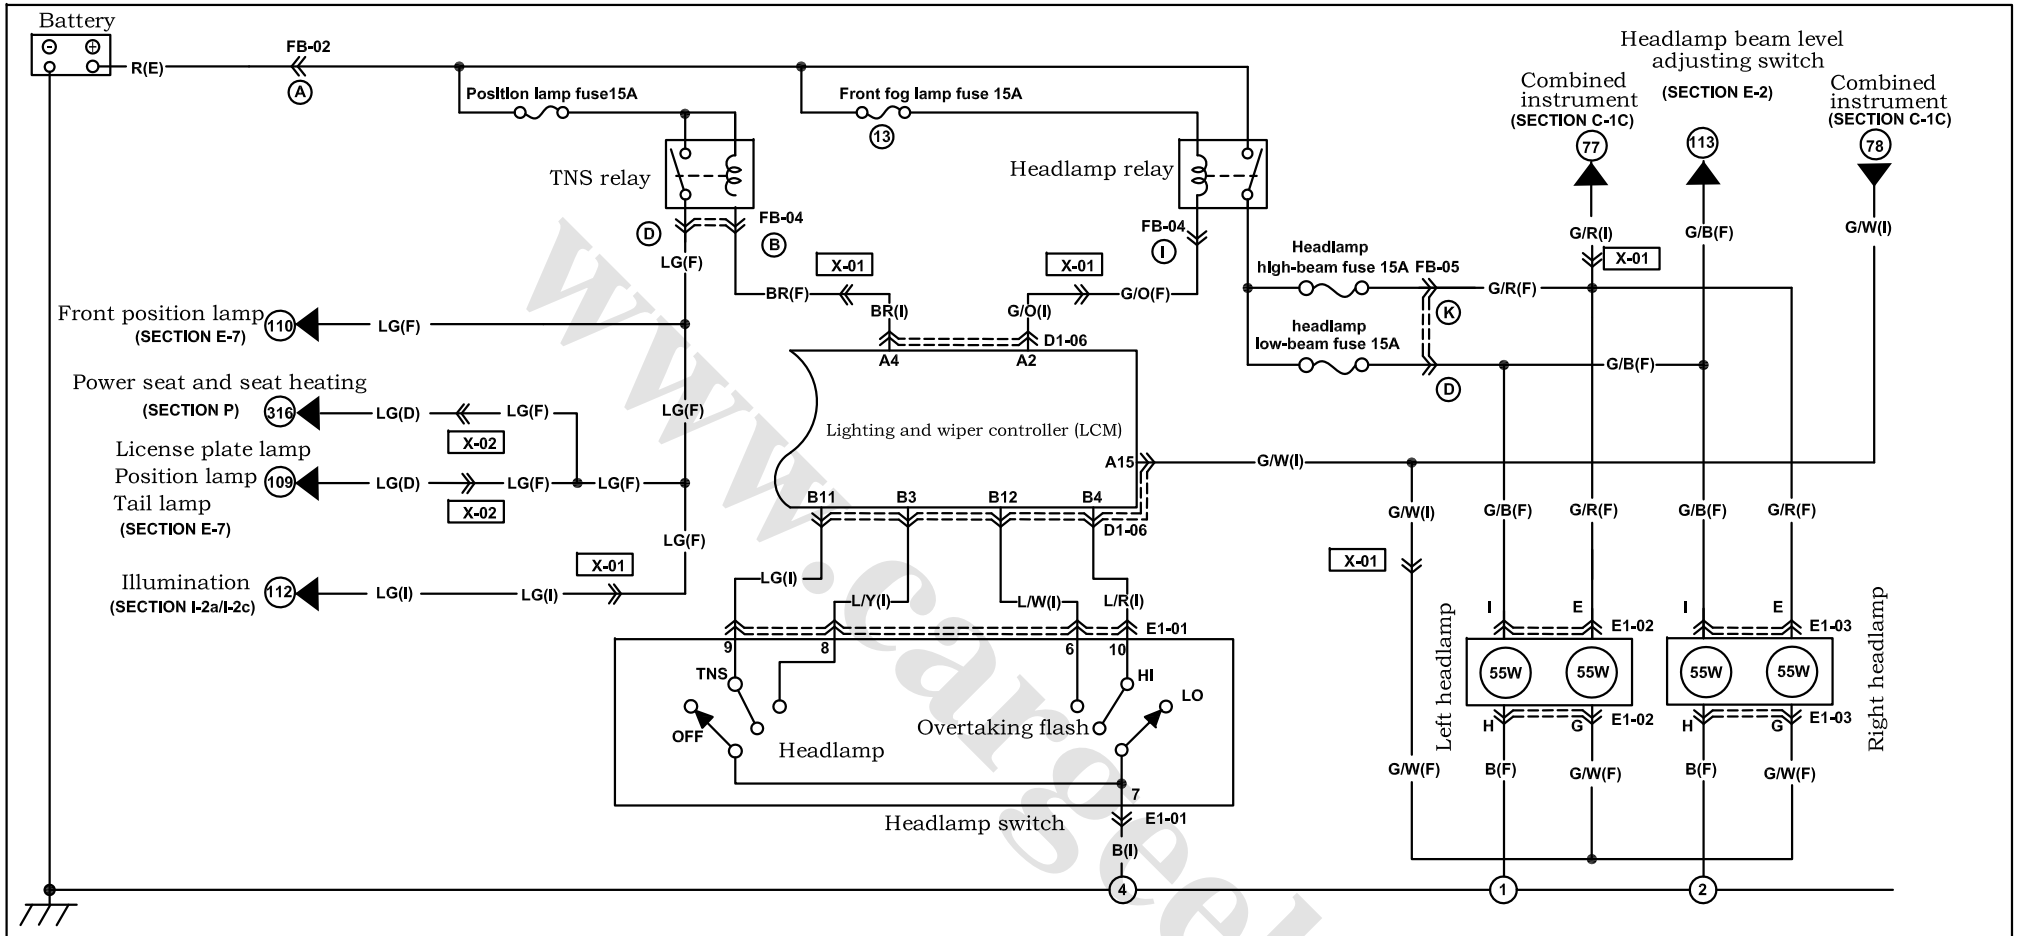 Battery
R(E)
FB-02
A
Position lamp fuse15A
Front fog lamp fuse 15A
13
TNS relay
Headlamp relay
Combined
instrument
(SECTION C-1C)
77
Headlamp beam level
adjusting switch
(SECTION E-2)
113
Combined
instrument
(SECTION C-1C)
78
D
FB-04
B
LG(F)
X-01
BR(F)
BR(I)
X-01
G/O(F)
G/O(I)
FB-04
I
Headlamp
high-beam fuse 15A
FB-05
K
headlamp
low-beam fuse 15A
D
G/R(F)
G/B(F)
G/R(I)
X-01
G/B(F)
G/W(I)
Front position lamp
(SECTION E-7)
110
LG(F)
Power seat and seat heating
(SECTION P)
316
LG(D)
LG(F)
X-02
LG(F)
License plate lamp
Position lamp
Tail lamp
(SECTION E-7)
109
LG(D)
LG(F)
LG(F)
X-02
LG(F)
Illumination
(SECTION I-2a/I-2c)
112
LG(I)
LG(I)
X-01
A4
A2
D1-06
Lighting and wiper controller (LCM)
A15
G/W(I)
B11
B3
B12
B4
D1-06
LG(I)
L/Y(I)
L/W(I)
L/R(I)
E1-01
9
8
6
10
TNS
OFF
Headlamp
Overtaking flash
HI
LO
7
Headlamp switch
E1-01
B(I)
4
G/W(I)
X-01
G/W(F)
G/B(F)
G/R(F)
G/B(F)
G/R(F)
I
E
E1-02
I
E
E1-03
Left headlamp
55W
55W
55W
55W
Right headlamp
H
G
E1-02
H
G
E1-03
B(F)
G/W(F)
B(F)
G/W(F)
1
2
www.cargeek